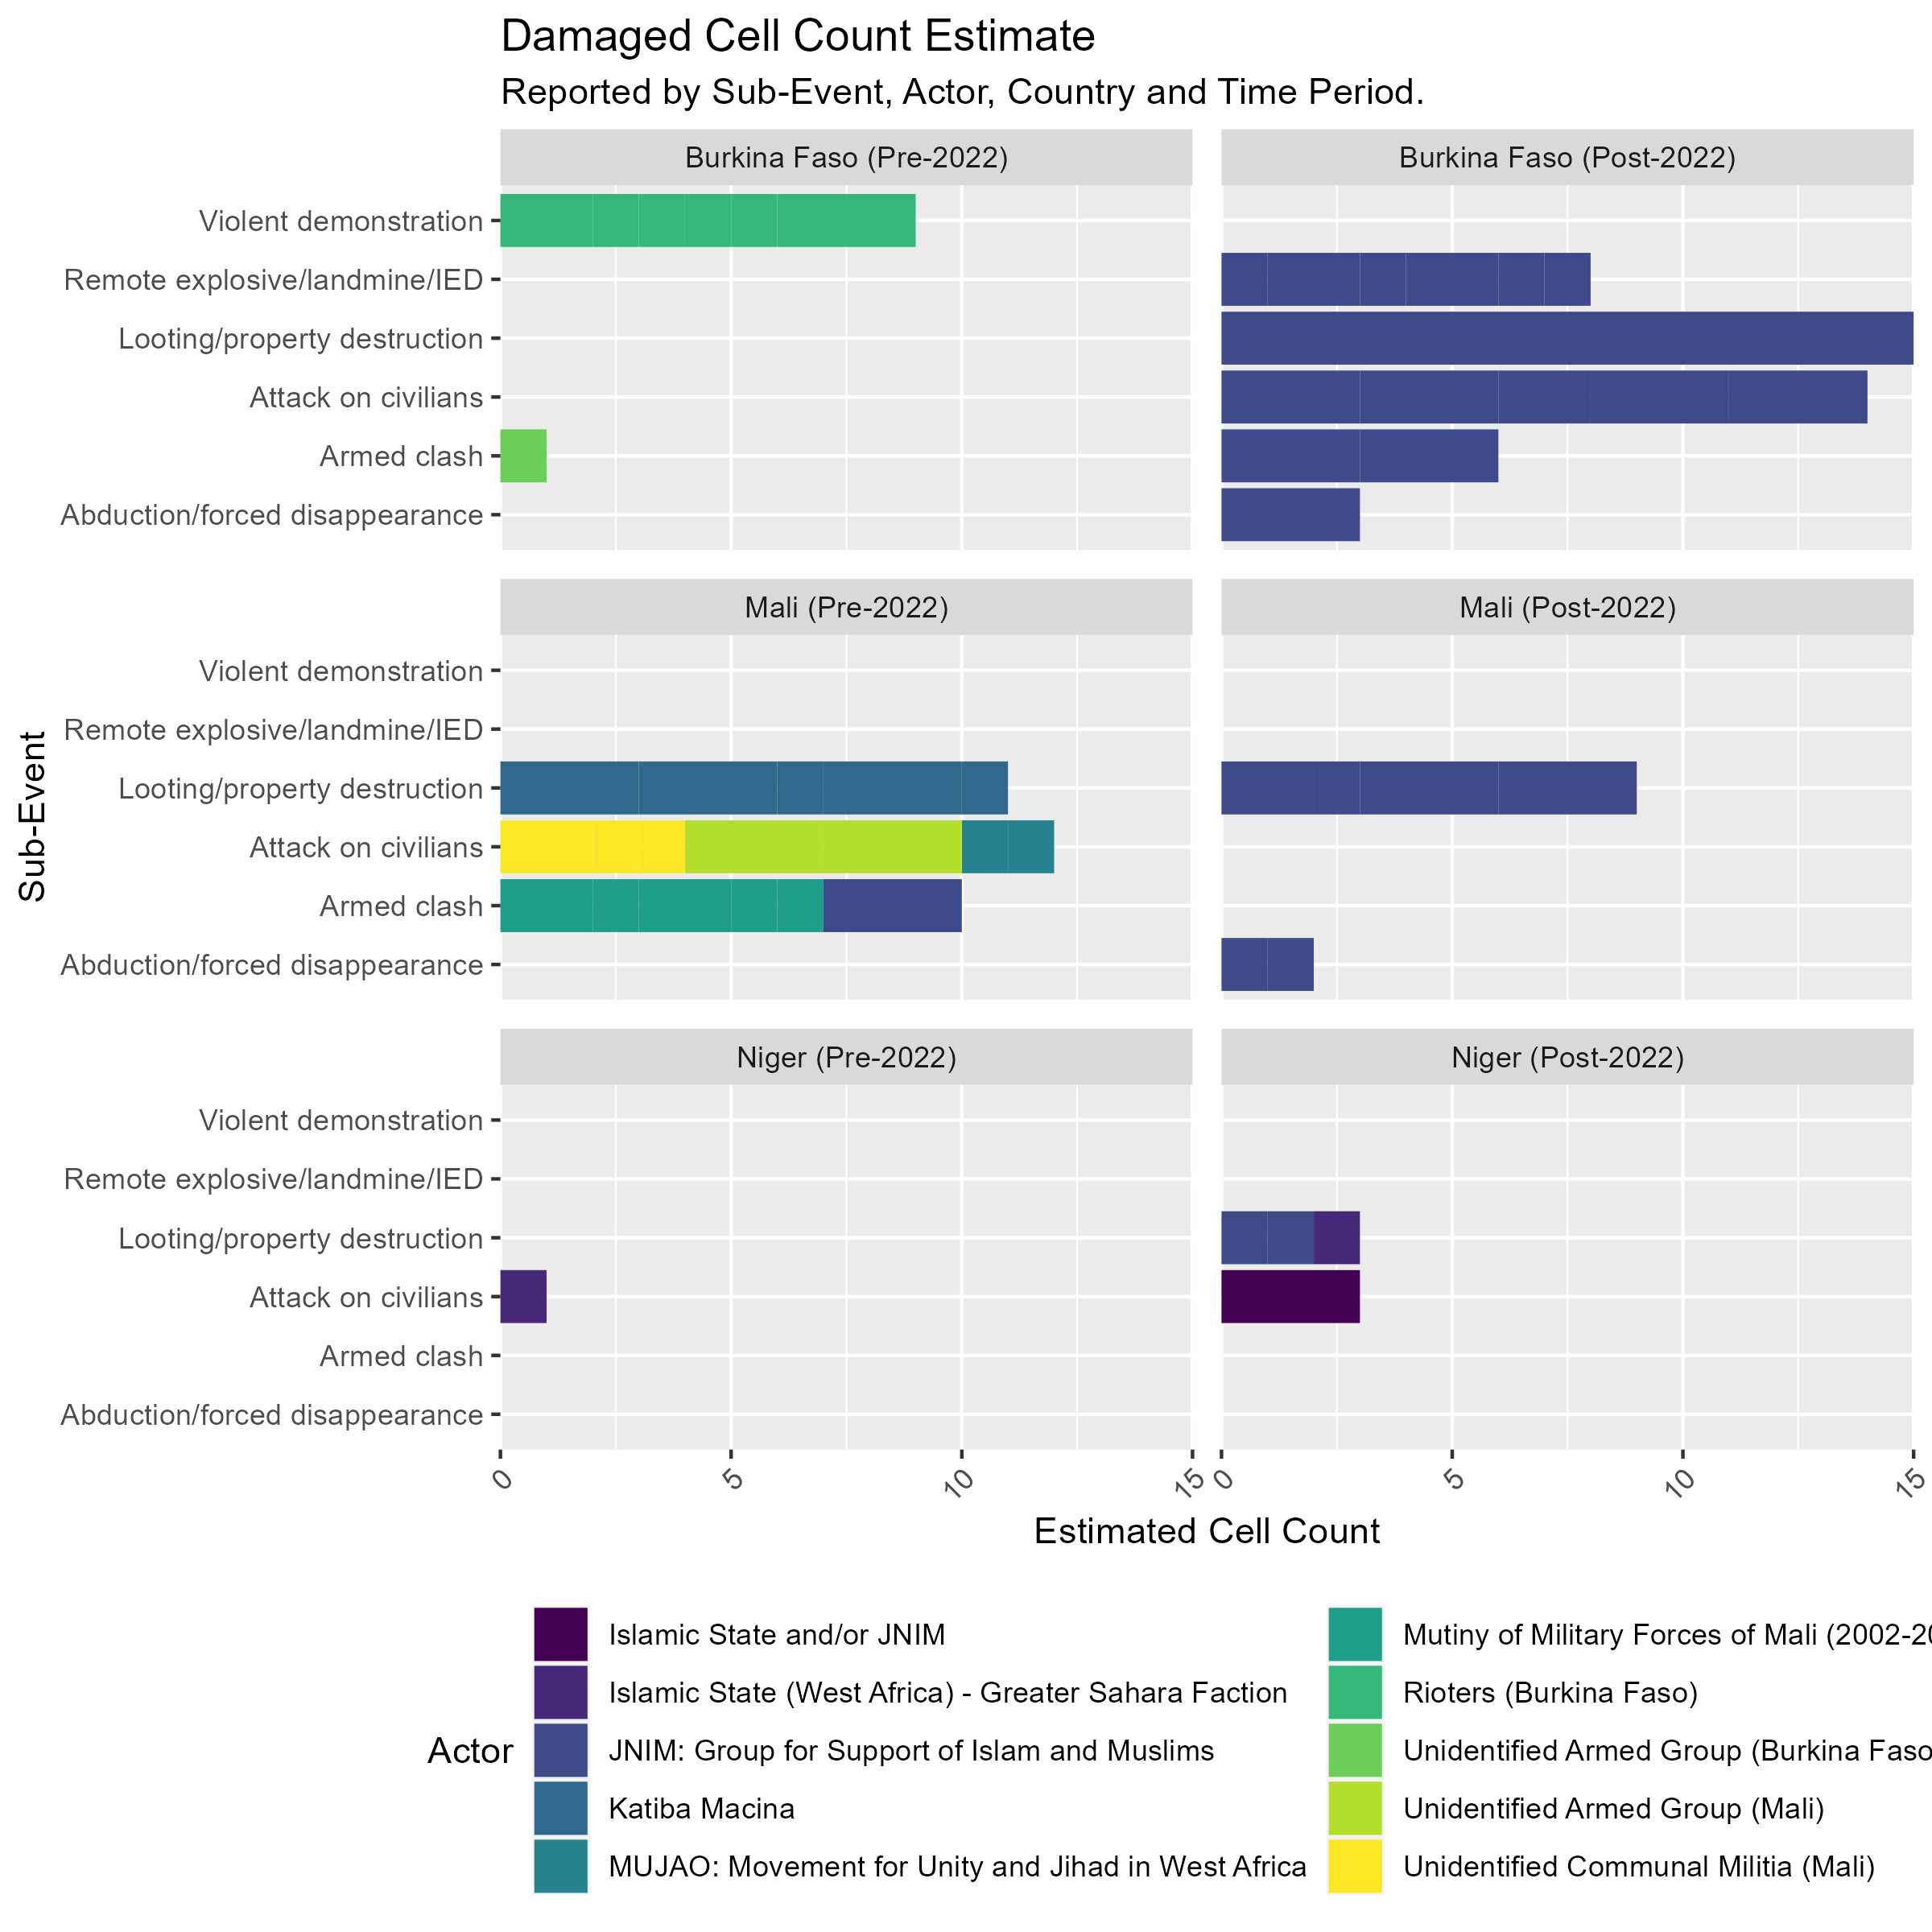 Damaged Cell Count Estimate
Reported by Sub-Event, Actor, Country and Time Period.
Burkina Faso (Pre-2022)
Burkina Faso (Post-2022)
Violent demonstration
Remote explosive/landmine/IED
Looting/property destruction
Attack on civilians
Armed clash
Abduction/forced disappearance
Mali (Pre-2022)
Mali (Post-2022)
Violent demonstration
Remote explosive/landmine/IED
Looting/property destruction
Attack on civilians
Armed clash
Abduction/forced disappearance
Sub-Event
Niger (Pre-2022)
Niger (Post-2022)
Violent demonstration
Remote explosive/landmine/IED
Looting/property destruction
Attack on civilians
Armed clash
Abduction/forced disappearance
0 5 10 15
0 5 10 15
Estimated Cell Count
Actor
Islamic State and/or JNIM
Islamic State (West Africa) - Greater Sahara Faction
JNIM: Group for Support of Islam and Muslims
Katiba Macina
MUJAO: Movement for Unity and Jihad in West Africa
Mutiny of Military Forces of Mali (2002-
Rioters (Burkina Faso)
Unidentified Armed Group (Burkina Faso
Unidentified Armed Group (Mali)
Unidentified Communal Militia (Mali)